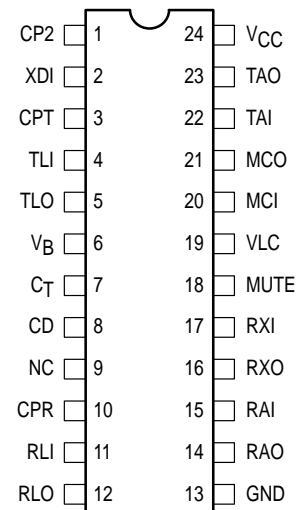 CP2 1 24 VCC
XDI 2 23 TAO
CPT 3 22 TAI
TLI 4 21 MCO
TLO 5 20 MCI
VB 6 19 VLC
CT 7 18 MUTE
CD 8 17 RXI
NC 9 16 RXO
CPR 10 15 RAI
RLI 11 14 RAO
RLO 12 13 GND